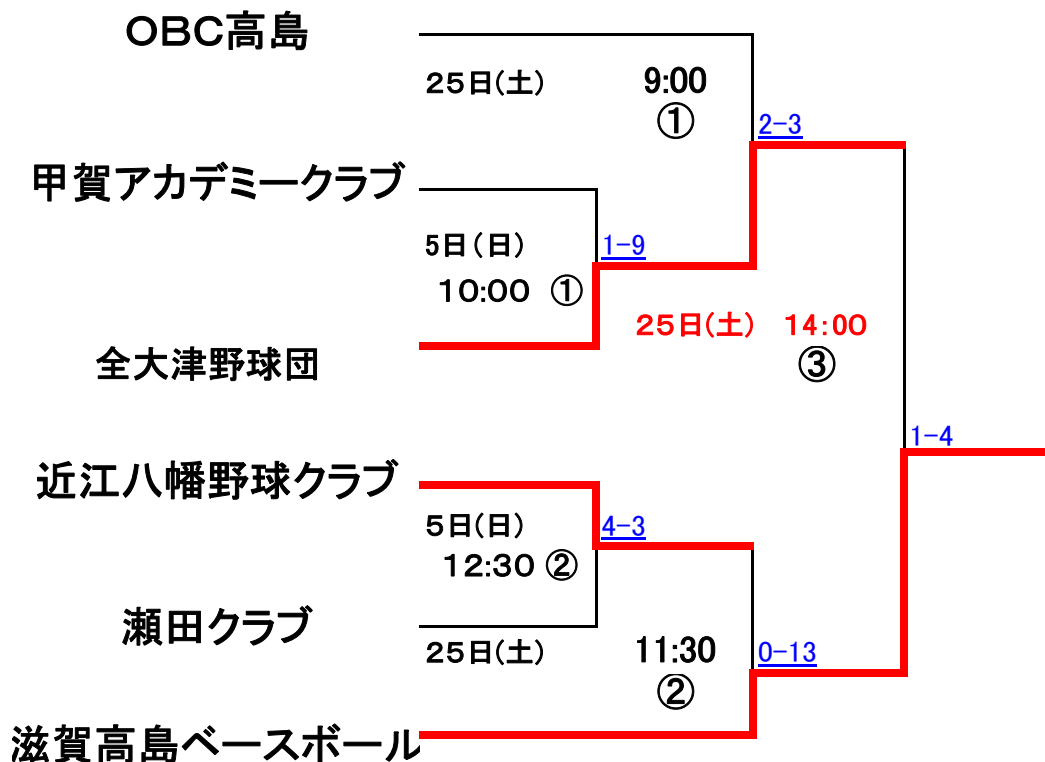 OBC高島
25日(土) 9:00
①
2-3
甲賀アカデミークラブ
5日(日)
1-9
10:00 ①
25日(土) 14:00
③
全大津野球団
1-4
近江八幡野球クラブ
5日(日)
4-3
12:30 ②
瀬田クラブ
25日(土) 11:30
②
0-13
滋賀高島ベースボール